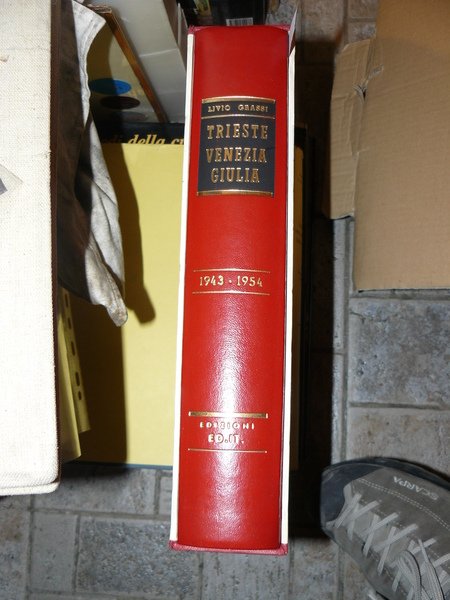 LIVIO GRASSI
TRIESTE
VENEZIA
GIULIA
1943 - 1954
EDIZIONI
ED.IT.
della
SCARPA